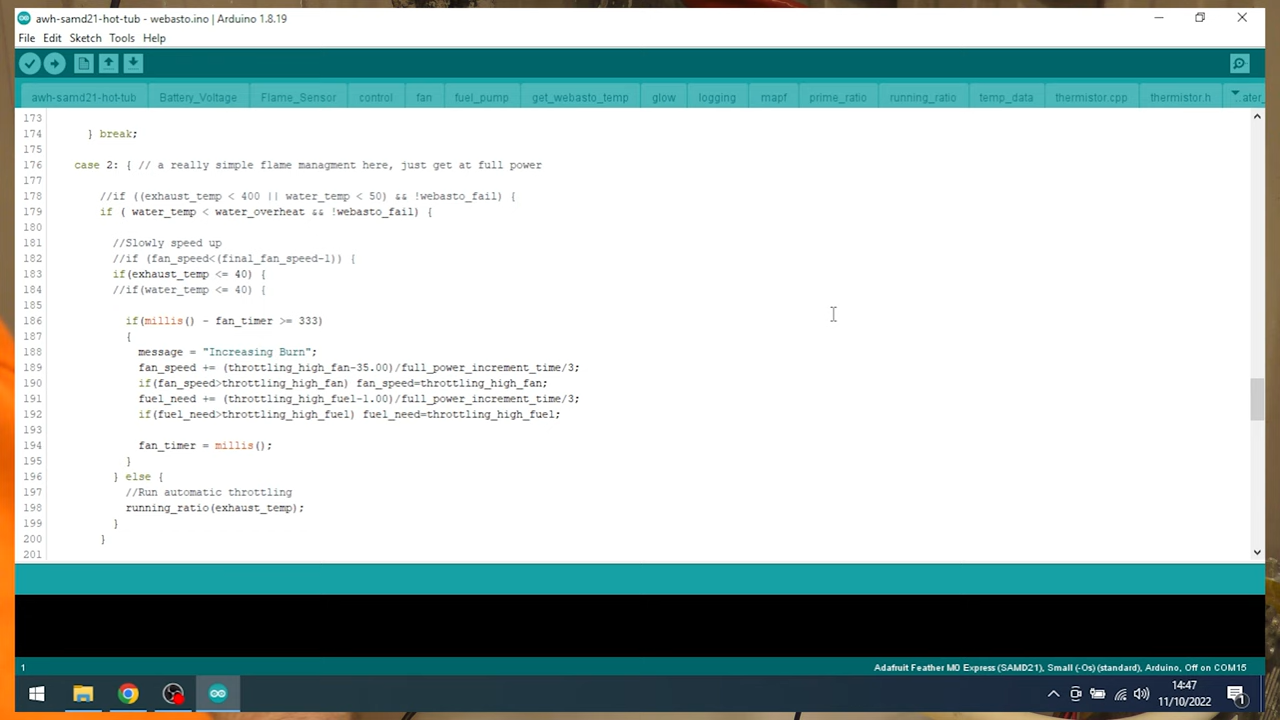 awh-samd21-hot-tub - webasto.ino | Arduino 1.8.19
File Edit Sketch Tools Help
awh-samd21-hot-tub Battery_Voltage Flame_Sensor control fan fuel_pump get_webasto_temp glow logging mapf prime_ratio running_ratio temp_data thermistor.cpp thermistor.h
173
174 } break;
175
176 case 2: { // a really simple flame managment here, just get at full power
177
178 //if ((exhaust_temp < 400 || water_temp < 50) && !webasto_fail) {
179 if ( water_temp < water_overheat && !webasto_fail) {
180
181 //Slowly speed up
182 //if (fan_speed<(final_fan_speed-1)) {
183 if(exhaust_temp <= 40) {
184 //if(water_temp <= 40) {
185
186 if(millis() - fan_timer >= 333)
187 {
188 message = "Increasing Burn";
189 fan_speed += (throttling_high_fan-35.00)/full_power_increment_time/3;
190 if(fan_speed>throttling_high_fan) fan_speed=throttling_high_fan;
191 fuel_need += (throttling_high_fuel-1.00)/full_power_increment_time/3;
192 if(fuel_need>throttling_high_fuel) fuel_need=throttling_high_fuel;
193
194 fan_timer = millis();
195 }
196 } else {
197 //Run automatic throttling
198 running_ratio(exhaust_temp);
199 }
200 }
201
1 Adafruit Feather M0 Express (SAMD21), Small (-Os) (standard), Arduino, Off on COM15
14:47
11/10/2022
1